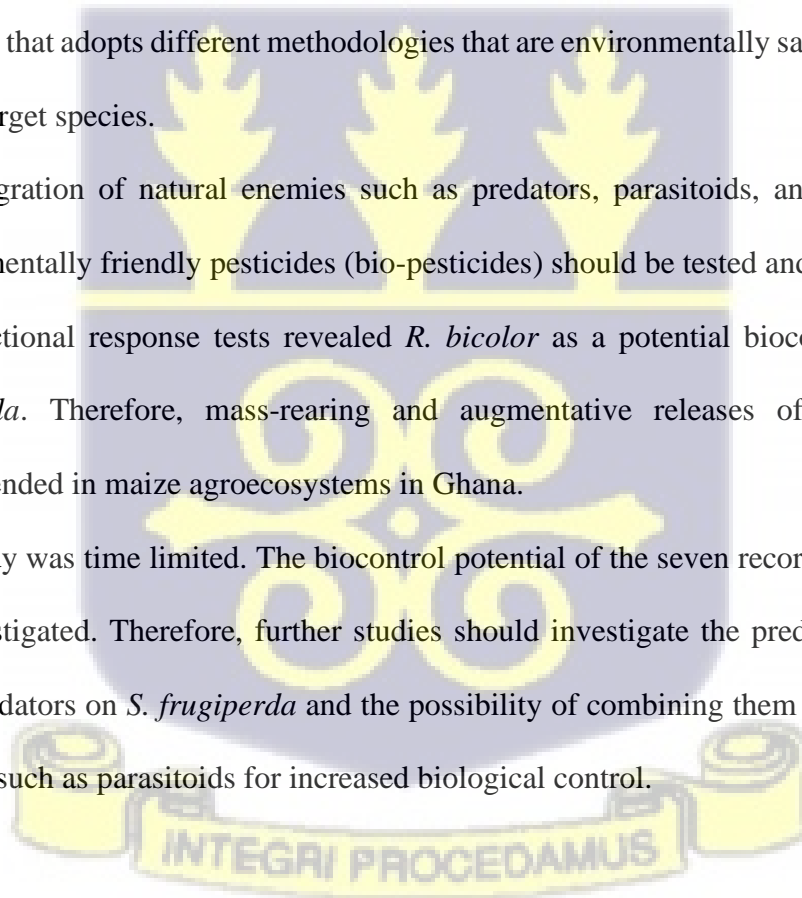 that adopts different methodologies that are environmentally sa
rget species.
gration of natural enemies such as predators, parasitoids, an
nentally friendly pesticides (bio-pesticides) should be tested and
ctional response tests revealed R. bicolor as a potential bioco
da. Therefore, mass-rearing and augmentative releases of
ended in maize agroecosystems in Ghana.
y was time limited. The biocontrol potential of the seven recor
stigated. Therefore, further studies should investigate the pred
dators on S. frugiperda and the possibility of combining them
such as parasitoids for increased biological control.
INTEGRI PROCEDAMUS